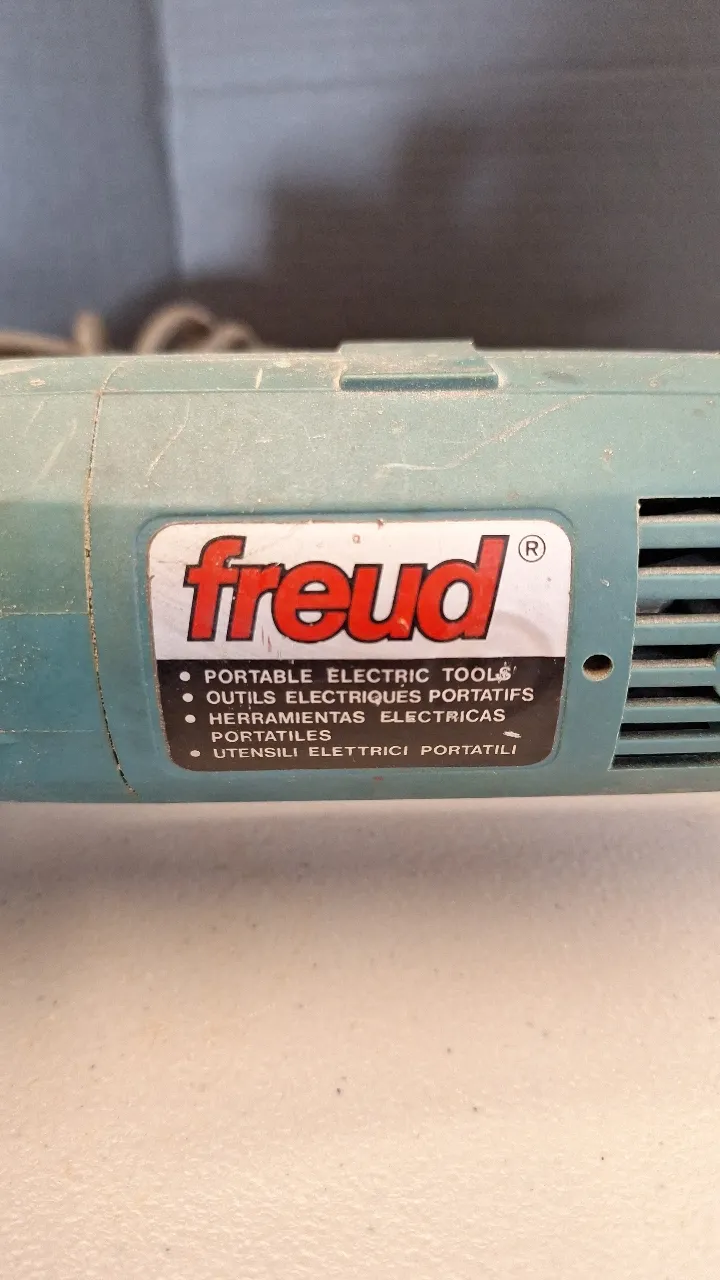 freud ®
• PORTABLE ELECTRIC TOOLS
• OUTILS ELECTRIQUES PORTATIFS
• HERRAMIENTAS ELECTRICAS
PORTATILES
• UTENSILI ELETTRICI PORTATILI